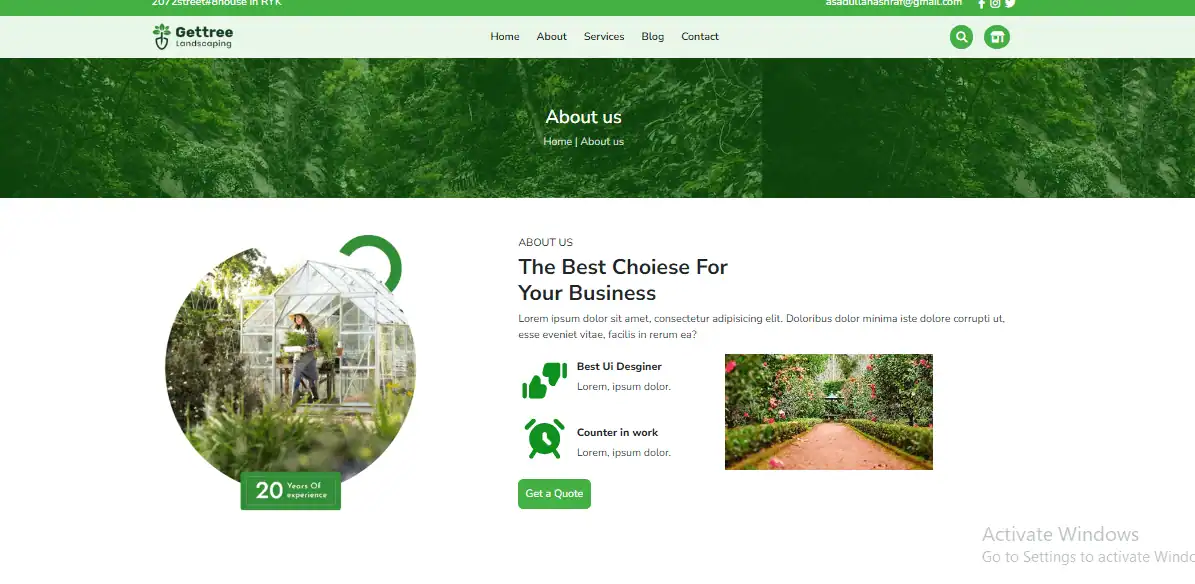 2072street#8house in RYK
asadullahashraf@gmail.com
Gettree
Landscaping
Home About Services Blog Contact
About us
Home | About us
ABOUT US
The Best Choiese For
Your Business
Lorem ipsum dolor sit amet, consectetur adipisicing elit. Doloribus dolor minima iste dolore corrupti ut,
esse eveniet vitae, facilis in rerum ea?
Best Ui Desginer
Lorem, ipsum dolor.
Counter in work
Lorem, ipsum dolor.
20 Years Of
experience
Get a Quote
Activate Windows
Go to Settings to activate Windo